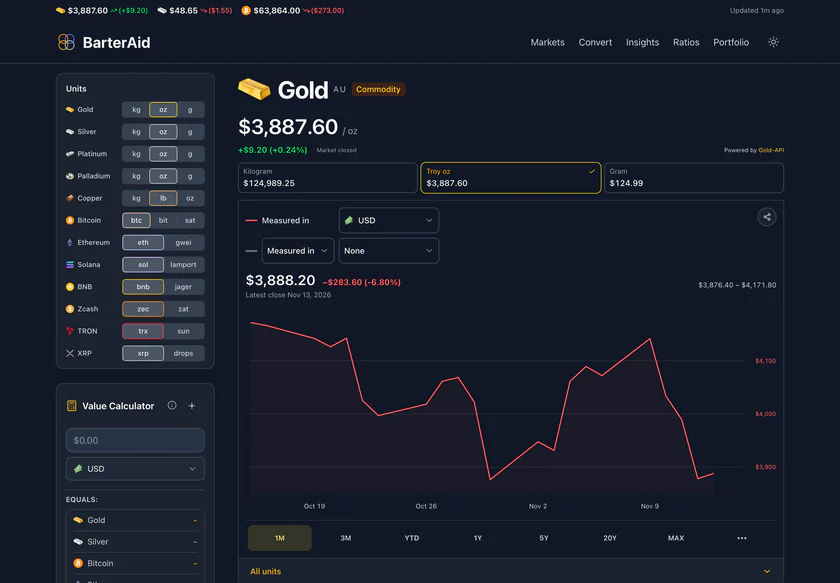 $3,887.60 (+$9.20) $48.65 ($1.55) $63,864.00 ($273.00) Updated 1m ago
BarterAid Markets Convert Insights Ratios Portfolio
Units
Gold kg oz g
Silver kg oz g
Platinum kg oz g
Palladium kg oz g
Copper kg lb oz
Bitcoin btc bit sat
Ethereum eth gwei
Solana sol lamport
BNB bnb jager
Zcash zec zat
TRON trx sun
XRP xrp drops
Value Calculator
$0.00
USD
EQUALS:
Gold -
Silver -
Bitcoin -
Gold AU Commodity
$3,887.60 / oz
+$9.20 (+0.24%) Market closed Powered by Gold-API
Kilogram
$124,989.25
Troy oz
$3,887.60
Gram
$124.99
Measured in USD
Measured in None
$3,888.20 −$283.60 (-6.80%)
Latest close Nov 13, 2026
$3,876.40 – $4,171.80
$4,100
$4,000
$3,900
Oct 19 Oct 26 Nov 2 Nov 9
1M 3M YTD 1Y 5Y 20Y MAX •••
All units